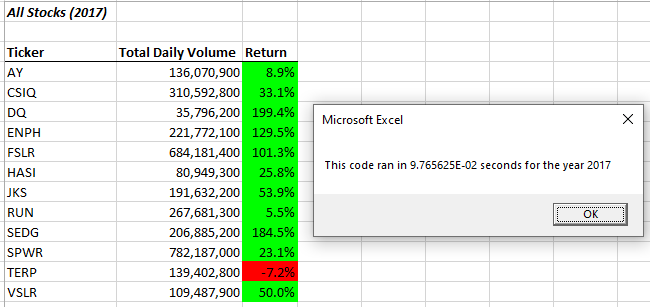 All Stocks (2017)
Ticker Total Daily Volume Return
AY 136,070,900 8.9%
CSIQ 310,592,800 33.1%
DQ 35,796,200 199.4%
ENPH 221,772,100 129.5%
FSLR 684,181,400 101.3%
HASI 80,949,300 25.8%
JKS 191,632,200 53.9%
RUN 267,681,300 5.5%
SEDG 206,885,200 184.5%
SPWR 782,187,000 23.1%
TERP 139,402,800 -7.2%
VSLR 109,487,900 50.0%
Microsoft Excel
This code ran in 9.765625E-02 seconds for the year 2017
OK